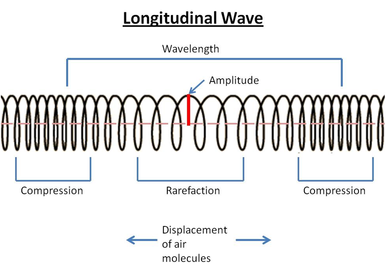 Longitudinal Wave
Wavelength
Amplitude
Compression
Rarefaction
Compression
Displacement
of air
molecules